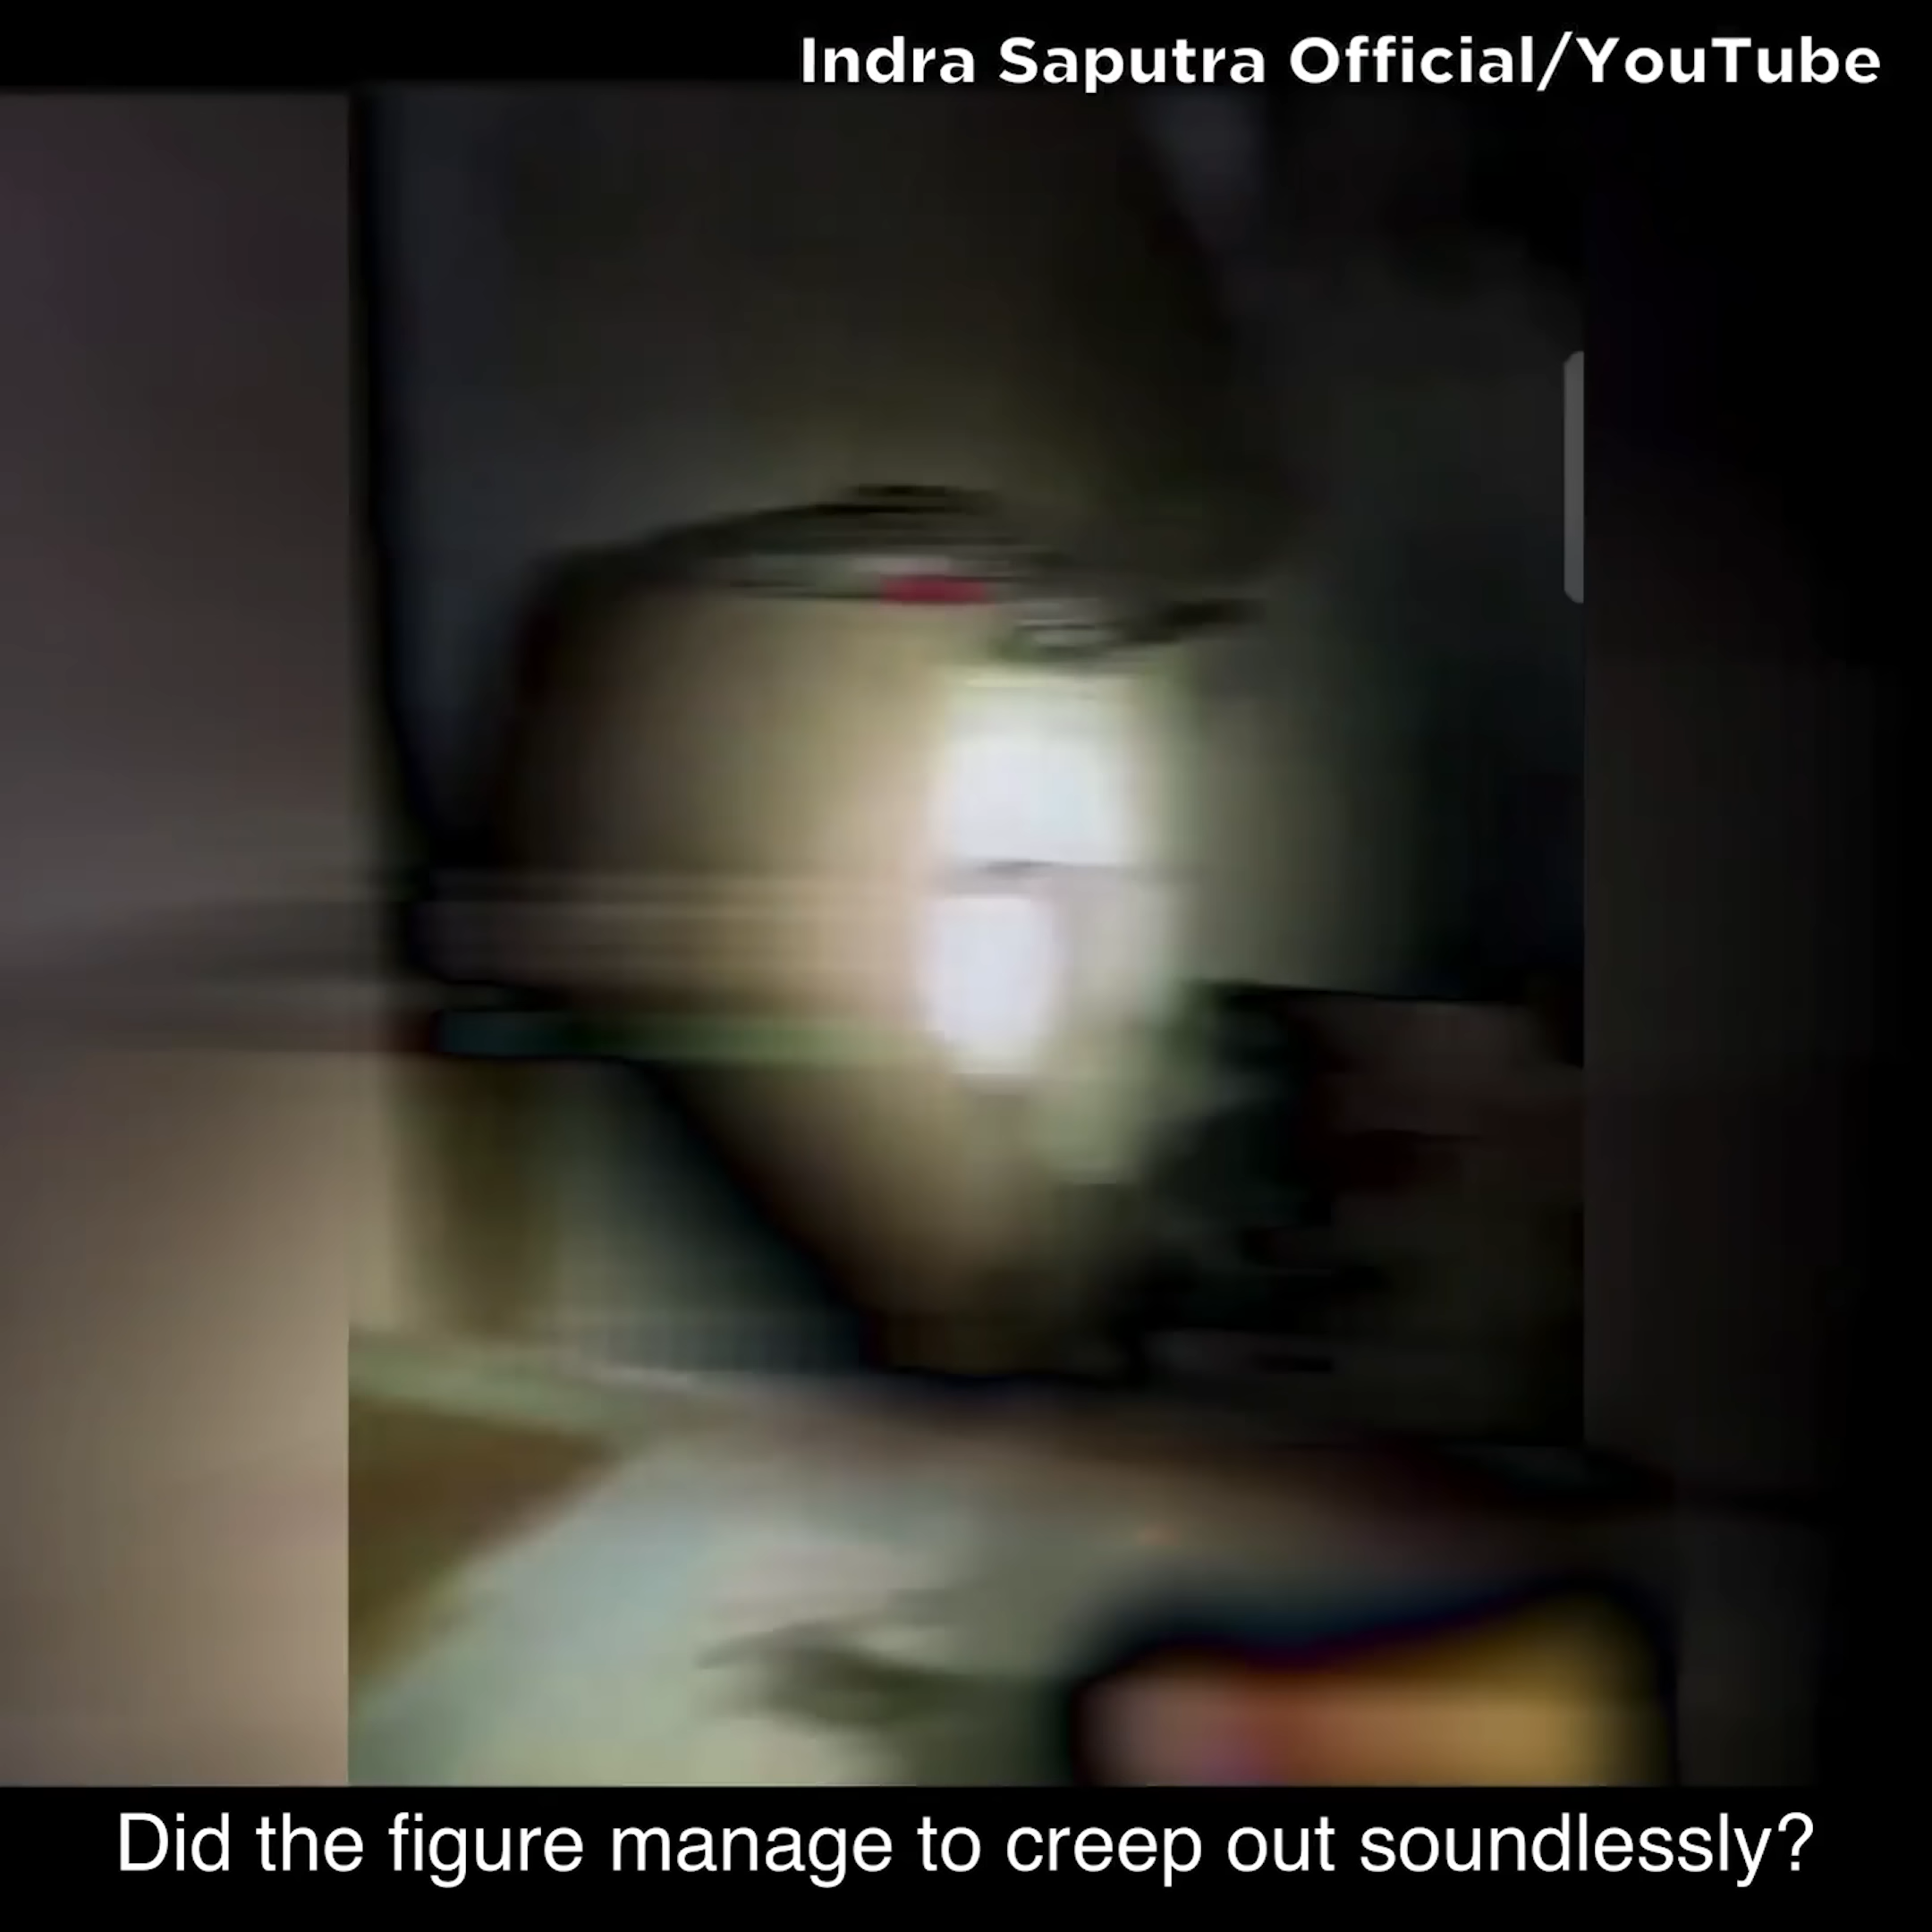 Indra Saputra Official/YouTube
Did the figure manage to creep out soundlessly?